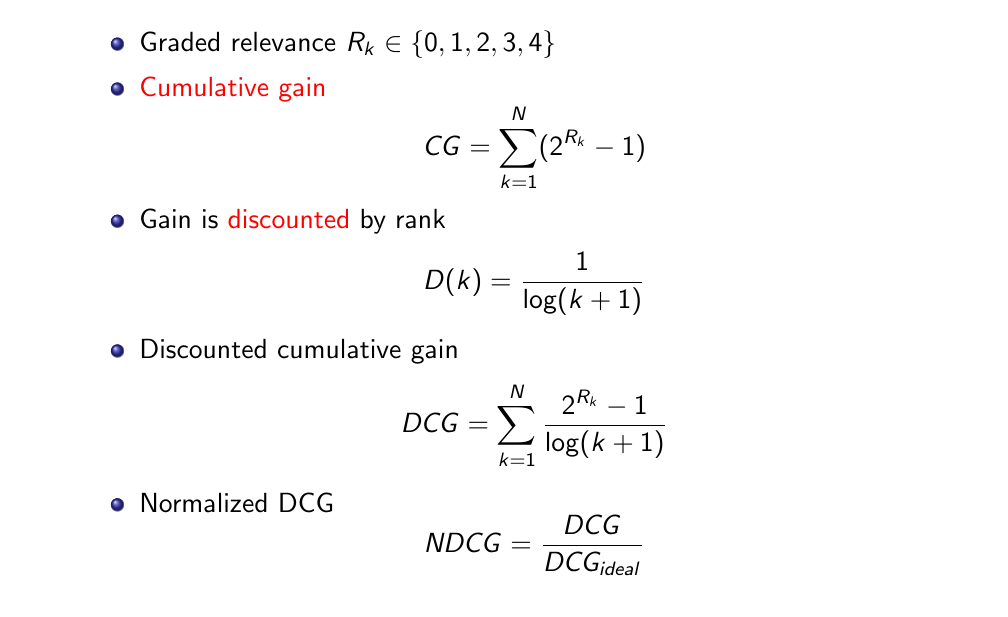 Graded relevance R_k ∈ {0, 1, 2, 3, 4}
Cumulative gain
CG = \sum_{k=1}^{N} (2^{R_k} − 1)
Gain is discounted by rank
D(k) = \frac{1}{\log(k + 1)}
Discounted cumulative gain
DCG = \sum_{k=1}^{N} \frac{2^{R_k} − 1}{\log(k + 1)}
Normalized DCG
NDCG = \frac{DCG}{DCG_{ideal}}